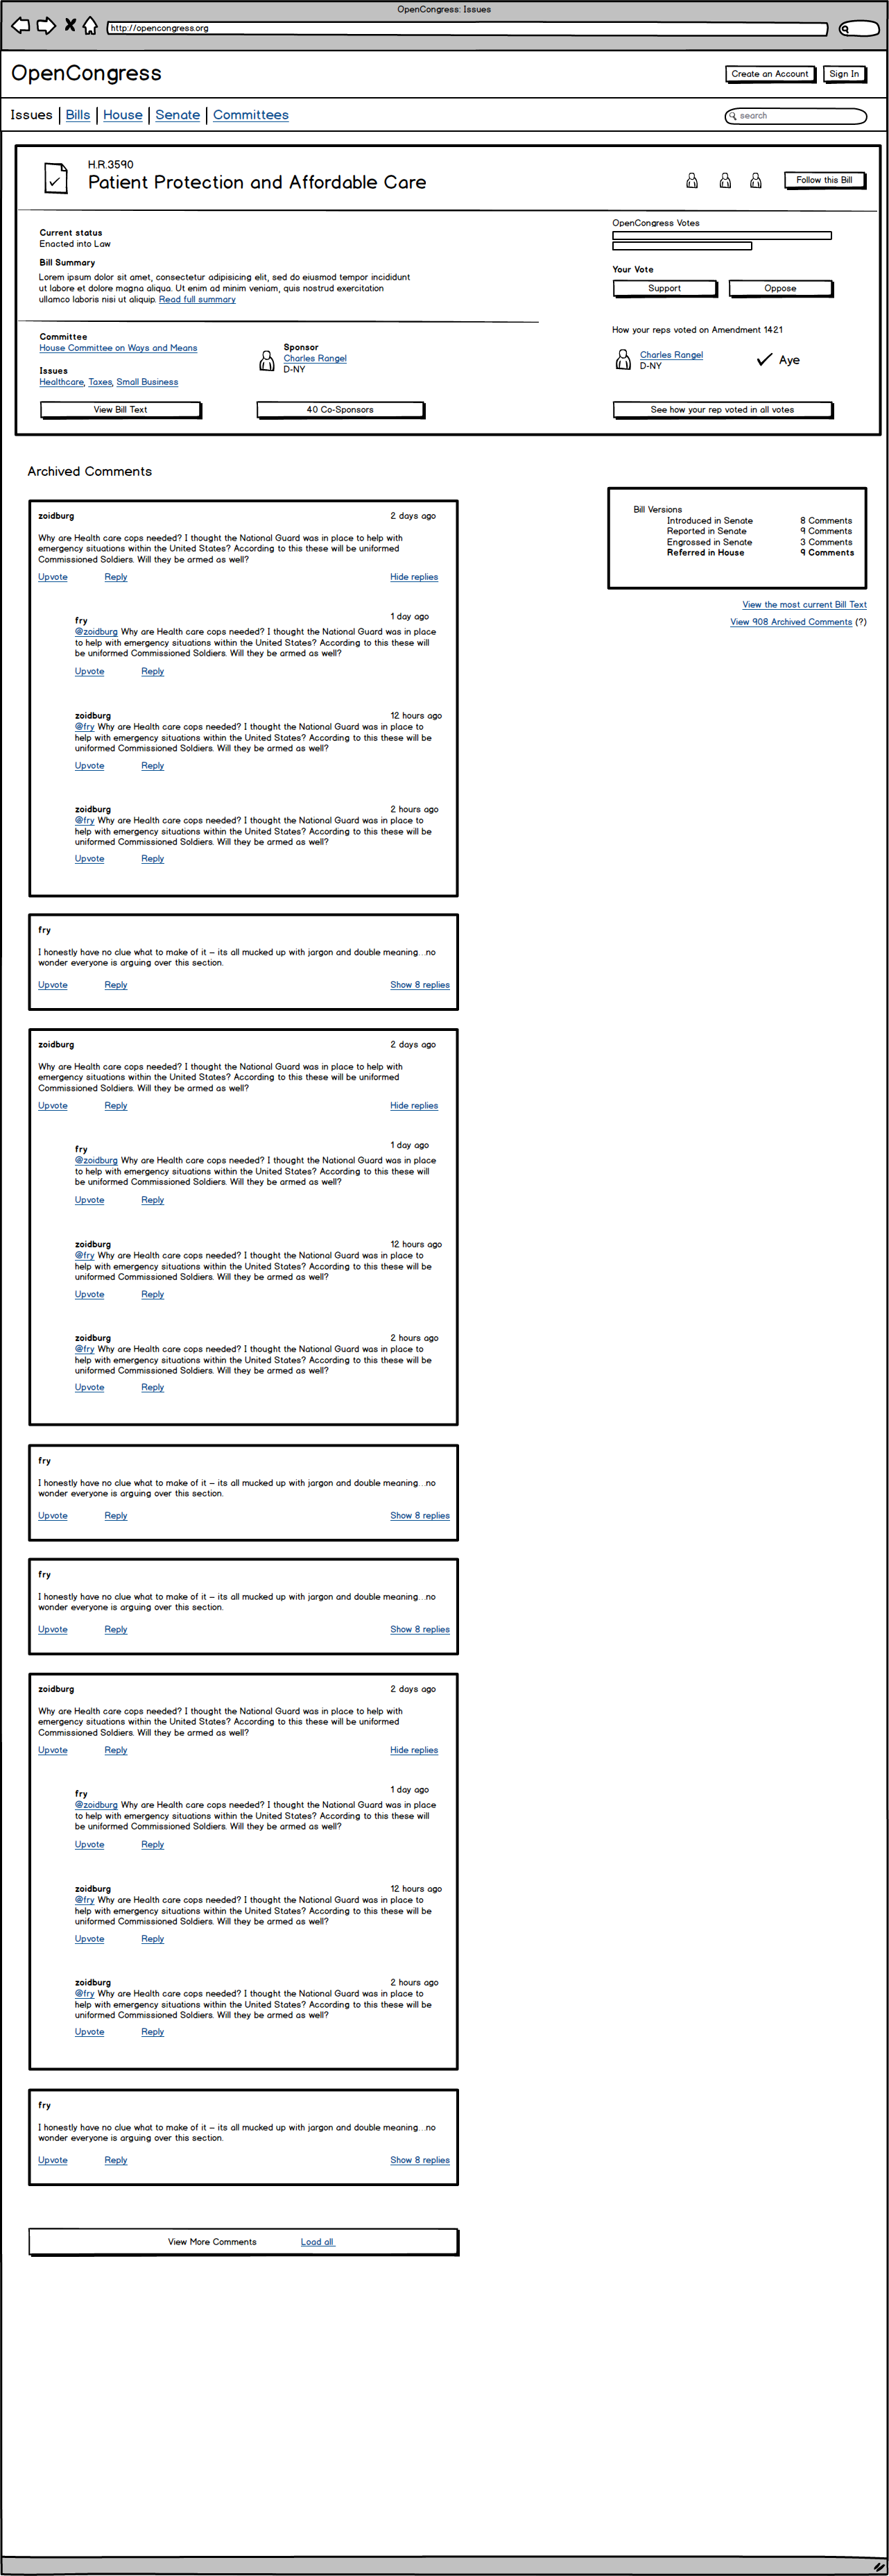 OpenCongress: Issues
http://opencongress.org
OpenCongress
Create an Account
Sign In
Issues
Bills
House
Senate
Committees
search
H.R.3590
Patient Protection and Affordable Care
Follow this Bill
Current status
Enacted into Law
Bill Summary
Lorem ipsum dolor sit amet, consectetur adipisicing elit, sed do eiusmod tempor incididunt
ut labore et dolore magna aliqua. Ut enim ad minim veniam, quis nostrud exercitation
ullamco laboris nisi ut aliquip. Read full summary
OpenCongress Votes
Your Vote
Support
Oppose
Committee
House Committee on Ways and Means
Issues
Healthcare, Taxes, Small Business
Sponsor
Charles Rangel
D-NY
View Bill Text
40 Co-Sponsors
How your reps voted on Amendment 1421
Charles Rangel
D-NY
Aye
See how your rep voted in all votes
Archived Comments
zoidburg 2 days ago
Why are Health care cops needed? I thought the National Guard was in place to help with
emergency situations within the United States? According to this these will be uniformed
Commissioned Soldiers. Will they be armed as well?
Upvote Reply Hide replies
fry 1 day ago
@zoidburg Why are Health care cops needed? I thought the National Guard was in place
to help with emergency situations within the United States? According to this these will
be uniformed Commissioned Soldiers. Will they be armed as well?
Upvote Reply
zoidburg 12 hours ago
@fry Why are Health care cops needed? I thought the National Guard was in place to
help with emergency situations within the United States? According to this these will be
uniformed Commissioned Soldiers. Will they be armed as well?
Upvote Reply
zoidburg 2 hours ago
@fry Why are Health care cops needed? I thought the National Guard was in place to
help with emergency situations within the United States? According to this these will be
uniformed Commissioned Soldiers. Will they be armed as well?
Upvote Reply
fry
I honestly have no clue what to make of it – its all mucked up with jargon and double meaning...no
wonder everyone is arguing over this section.
Upvote Reply Show 8 replies
zoidburg 2 days ago
Why are Health care cops needed? I thought the National Guard was in place to help with
emergency situations within the United States? According to this these will be uniformed
Commissioned Soldiers. Will they be armed as well?
Upvote Reply Hide replies
fry 1 day ago
@zoidburg Why are Health care cops needed? I thought the National Guard was in place
to help with emergency situations within the United States? According to this these will
be uniformed Commissioned Soldiers. Will they be armed as well?
Upvote Reply
zoidburg 12 hours ago
@fry Why are Health care cops needed? I thought the National Guard was in place to
help with emergency situations within the United States? According to this these will be
uniformed Commissioned Soldiers. Will they be armed as well?
Upvote Reply
zoidburg 2 hours ago
@fry Why are Health care cops needed? I thought the National Guard was in place to
help with emergency situations within the United States? According to this these will be
uniformed Commissioned Soldiers. Will they be armed as well?
Upvote Reply
fry
I honestly have no clue what to make of it – its all mucked up with jargon and double meaning...no
wonder everyone is arguing over this section.
Upvote Reply Show 8 replies
fry
I honestly have no clue what to make of it – its all mucked up with jargon and double meaning...no
wonder everyone is arguing over this section.
Upvote Reply Show 8 replies
zoidburg 2 days ago
Why are Health care cops needed? I thought the National Guard was in place to help with
emergency situations within the United States? According to this these will be uniformed
Commissioned Soldiers. Will they be armed as well?
Upvote Reply Hide replies
fry 1 day ago
@zoidburg Why are Health care cops needed? I thought the National Guard was in place
to help with emergency situations within the United States? According to this these will
be uniformed Commissioned Soldiers. Will they be armed as well?
Upvote Reply
zoidburg 12 hours ago
@fry Why are Health care cops needed? I thought the National Guard was in place to
help with emergency situations within the United States? According to this these will be
uniformed Commissioned Soldiers. Will they be armed as well?
Upvote Reply
zoidburg 2 hours ago
@fry Why are Health care cops needed? I thought the National Guard was in place to
help with emergency situations within the United States? According to this these will be
uniformed Commissioned Soldiers. Will they be armed as well?
Upvote Reply
fry
I honestly have no clue what to make of it – its all mucked up with jargon and double meaning...no
wonder everyone is arguing over this section.
Upvote Reply Show 8 replies
View More Comments Load all
Bill Versions
Introduced in Senate 8 Comments
Reported in Senate 9 Comments
Engrossed in Senate 3 Comments
Referred in House 9 Comments
View the most current Bill Text
View 908 Archived Comments (?)